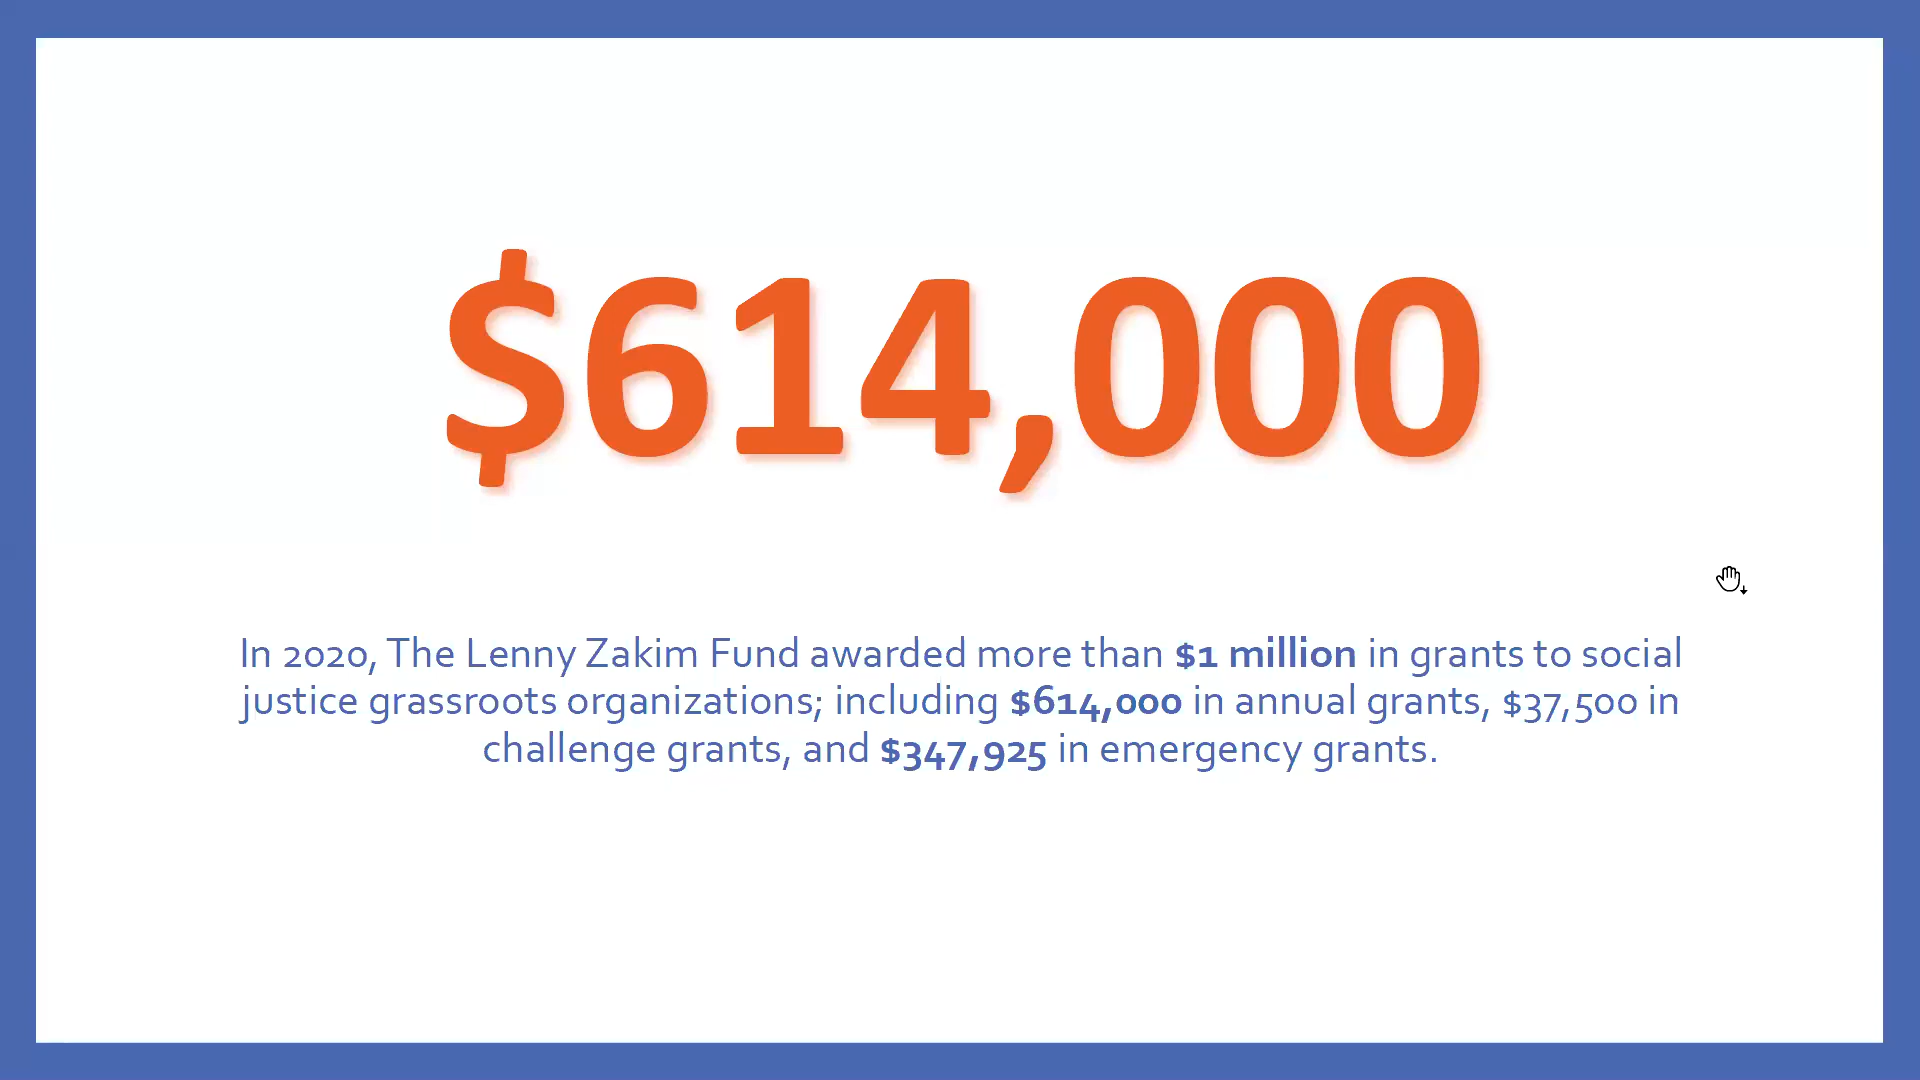 $614,000
In 2020, The Lenny Zakim Fund awarded more than $1 million in grants to social
justice grassroots organizations; including $614,000 in annual grants, $37,500 in
challenge grants, and $347,925 in emergency grants.